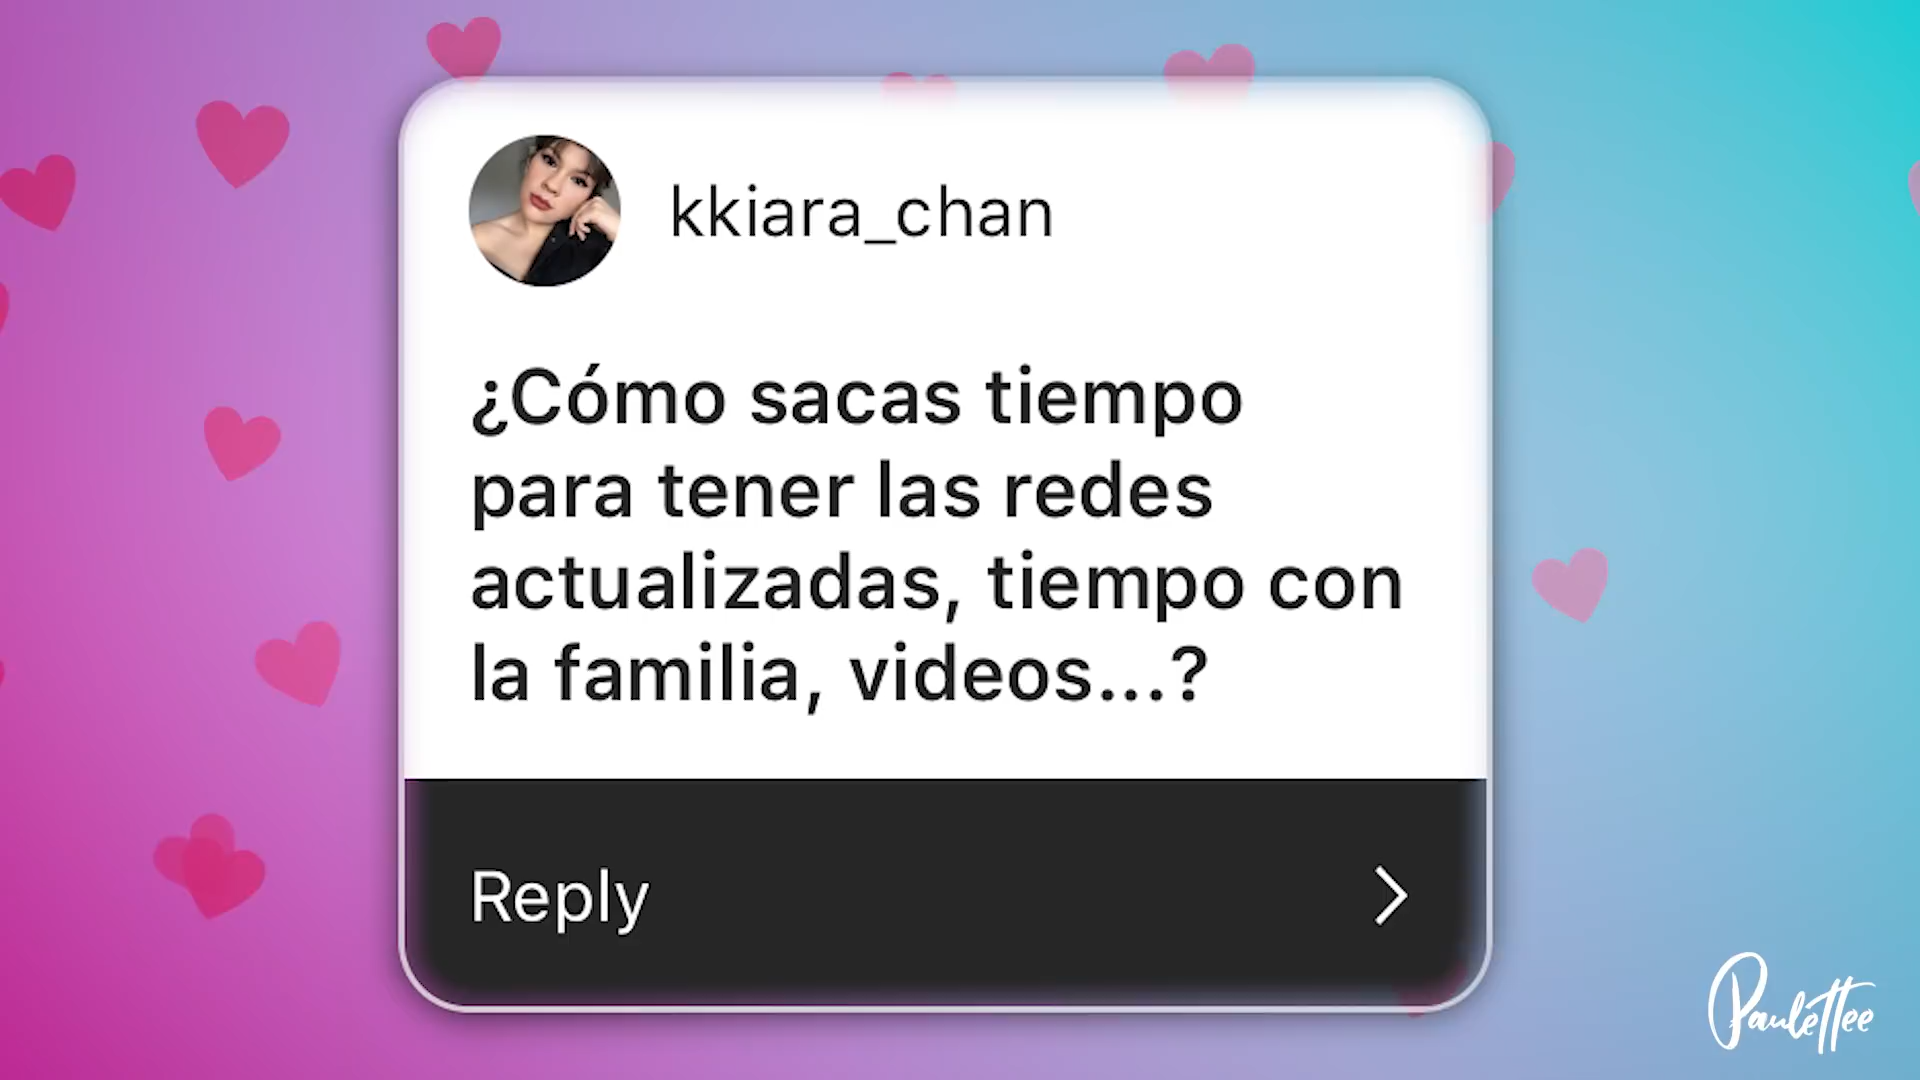 kkiara_chan
¿Cómo sacas tiempo
para tener las redes
actualizadas, tiempo con
la familia, videos...?
Reply
Paulettee